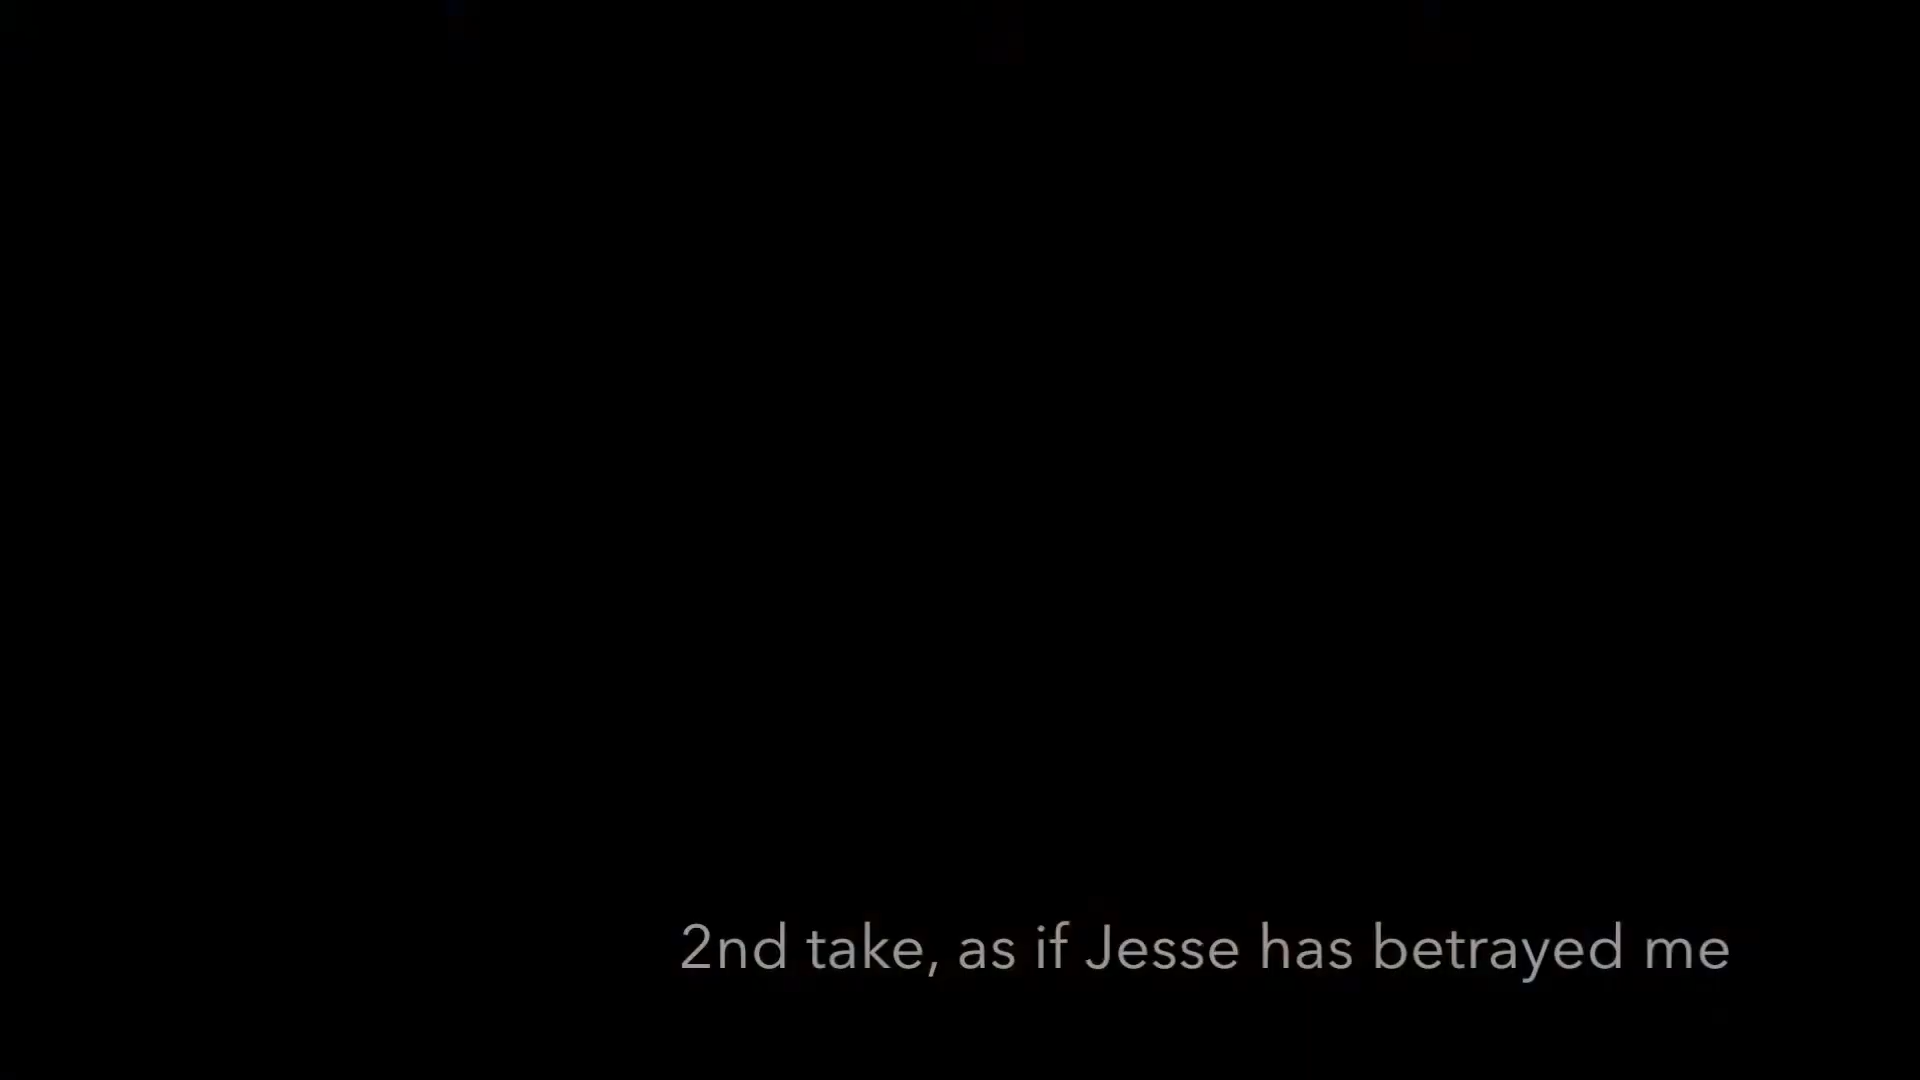 2nd take, as if Jesse has betrayed me